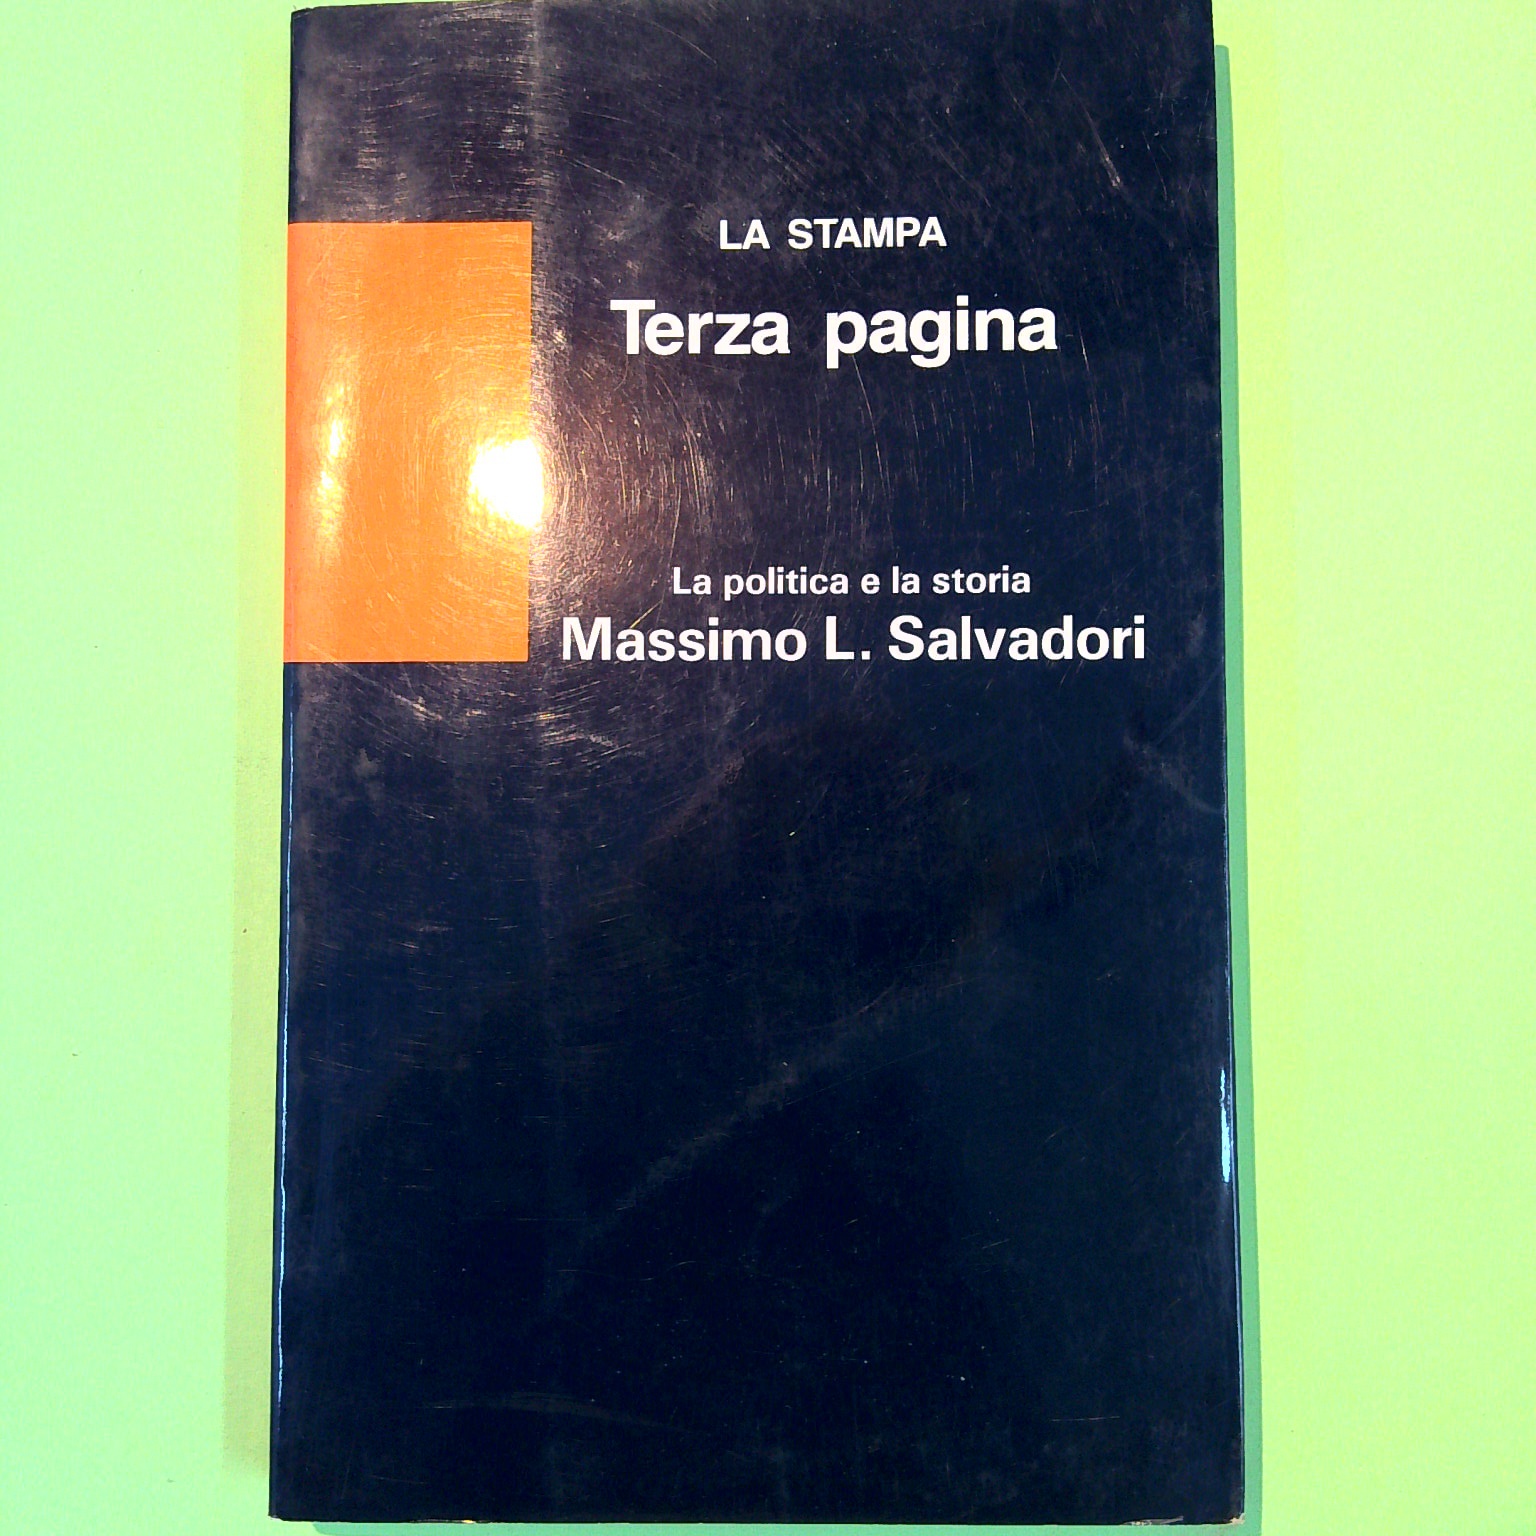 LA STAMPA
Terza pagina
La politica e la storia
Massimo L. Salvadori